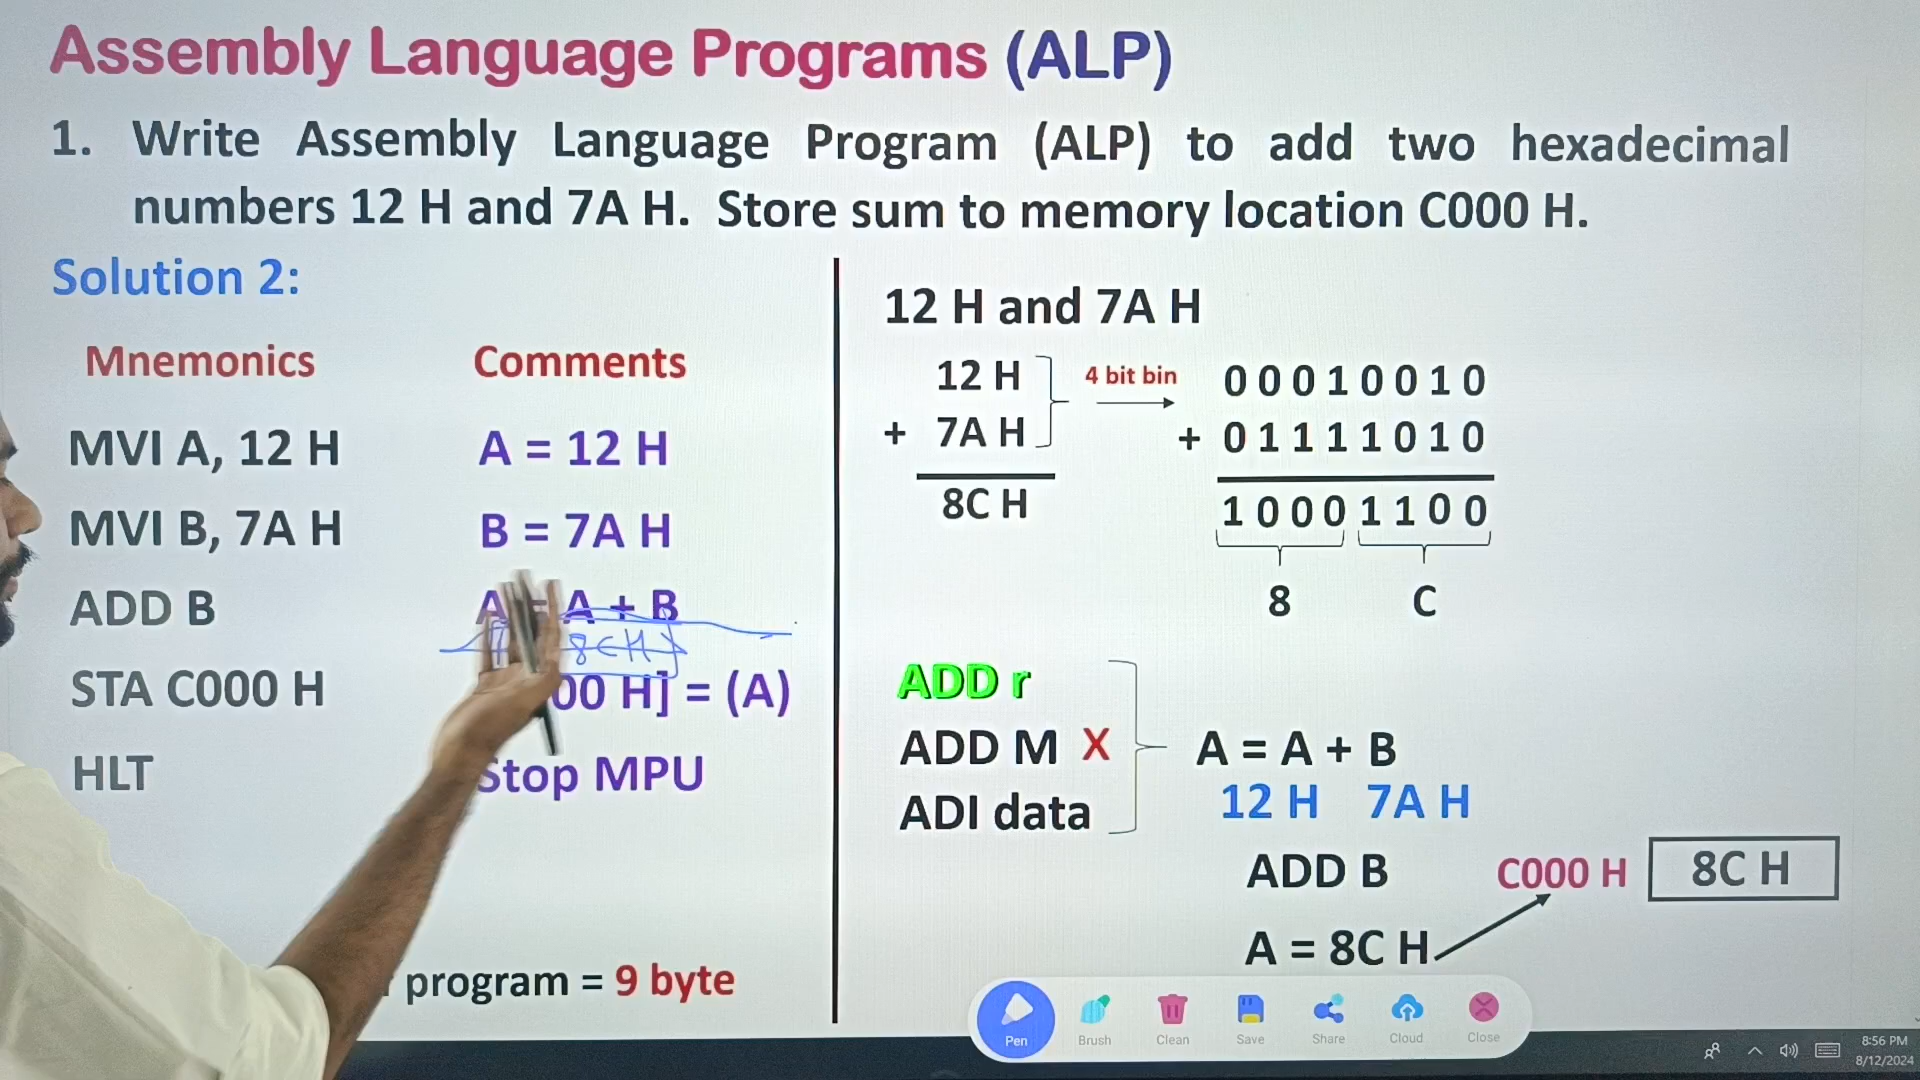 Assembly Language Programs (ALP)
1. Write Assembly Language Program (ALP) to add two hexadecimal
numbers 12 H and 7A H. Store sum to memory location C000 H.
Solution 2:
Mnemonics Comments
MVI A, 12 H A = 12 H
MVI B, 7A H B = 7A H
ADD B A = A + B
8CH
STA C000 H 00 H] = (A)
HLT Stop MPU
program = 9 byte
12 H and 7A H
12 H 4 bit bin 0 0 0 1 0 0 1 0
+ 7A H + 0 1 1 1 1 0 1 0
8C H 1 0 0 0 1 1 0 0
8 C
ADD r
ADD M X A = A + B
12 H 7A H
ADI data
ADD B C000 H 8C H
A = 8C H
Pen Brush Clean Save Share Cloud Close
8:56 PM
8/12/2024